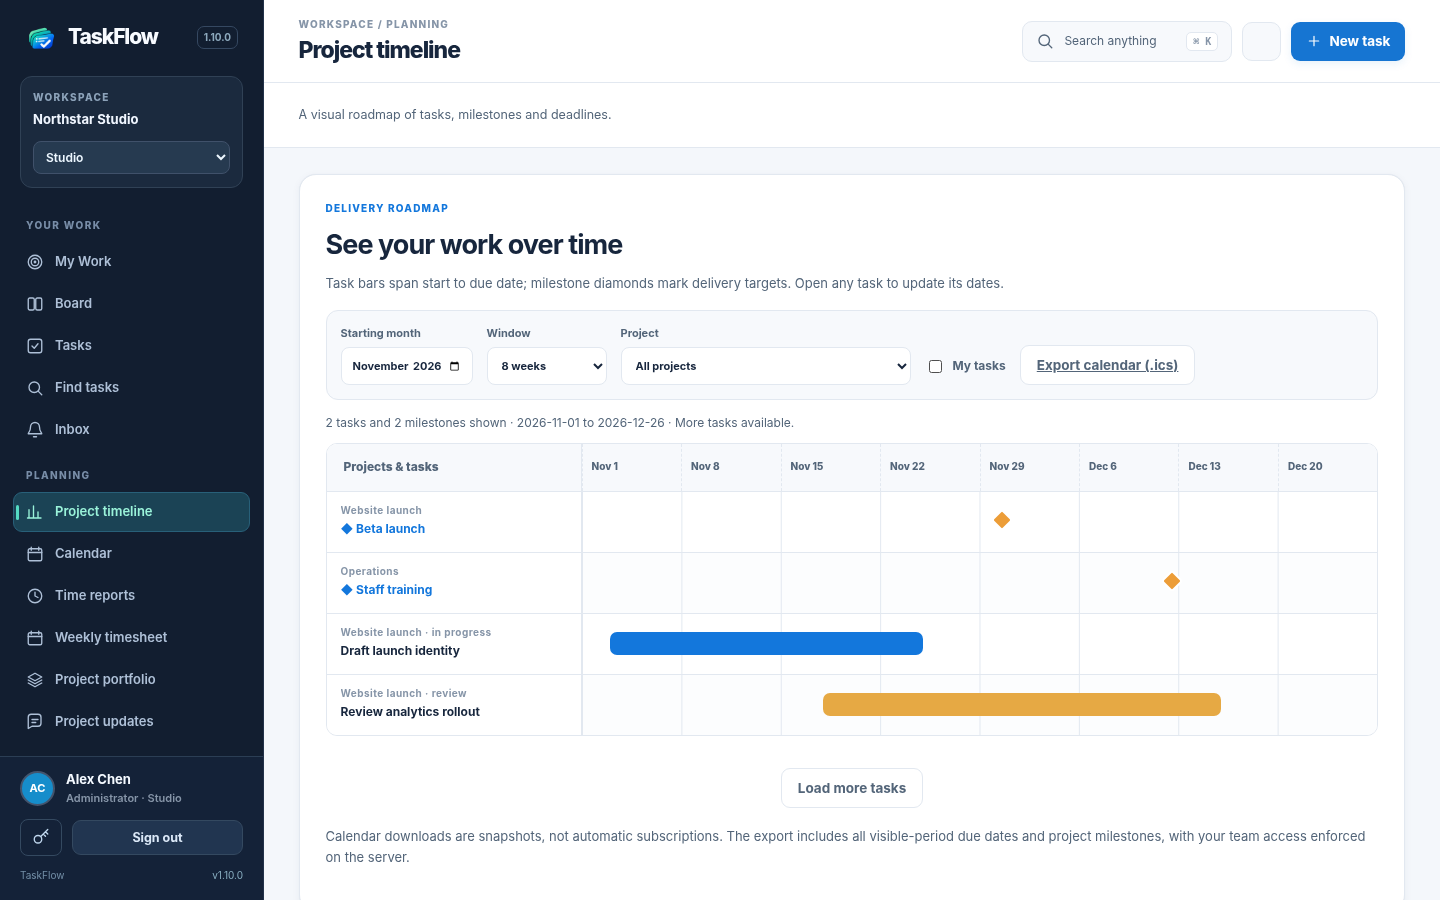 TaskFlow
1.10.0
WORKSPACE
Northstar Studio
Studio
YOUR WORK
My Work
Board
Tasks
Find tasks
Inbox
PLANNING
Project timeline
Calendar
Time reports
Weekly timesheet
Project portfolio
Project updates
AC
Alex Chen
Administrator · Studio
Sign out
TaskFlow
v1.10.0
WORKSPACE / PLANNING
Project timeline
Search anything
⌘ K
New task
A visual roadmap of tasks, milestones and deadlines.
DELIVERY ROADMAP
See your work over time
Task bars span start to due date; milestone diamonds mark delivery targets. Open any task to update its dates.
Starting month
Window
Project
November 2026
8 weeks
All projects
My tasks
Export calendar (.ics)
2 tasks and 2 milestones shown · 2026-11-01 to 2026-12-26 · More tasks available.
Projects & tasks
Nov 1
Nov 8
Nov 15
Nov 22
Nov 29
Dec 6
Dec 13
Dec 20
Website launch
◆ Beta launch
Operations
◆ Staff training
Website launch · in progress
Draft launch identity
Website launch · review
Review analytics rollout
Load more tasks
Calendar downloads are snapshots, not automatic subscriptions. The export includes all visible-period due dates and project milestones, with your team access enforced
on the server.